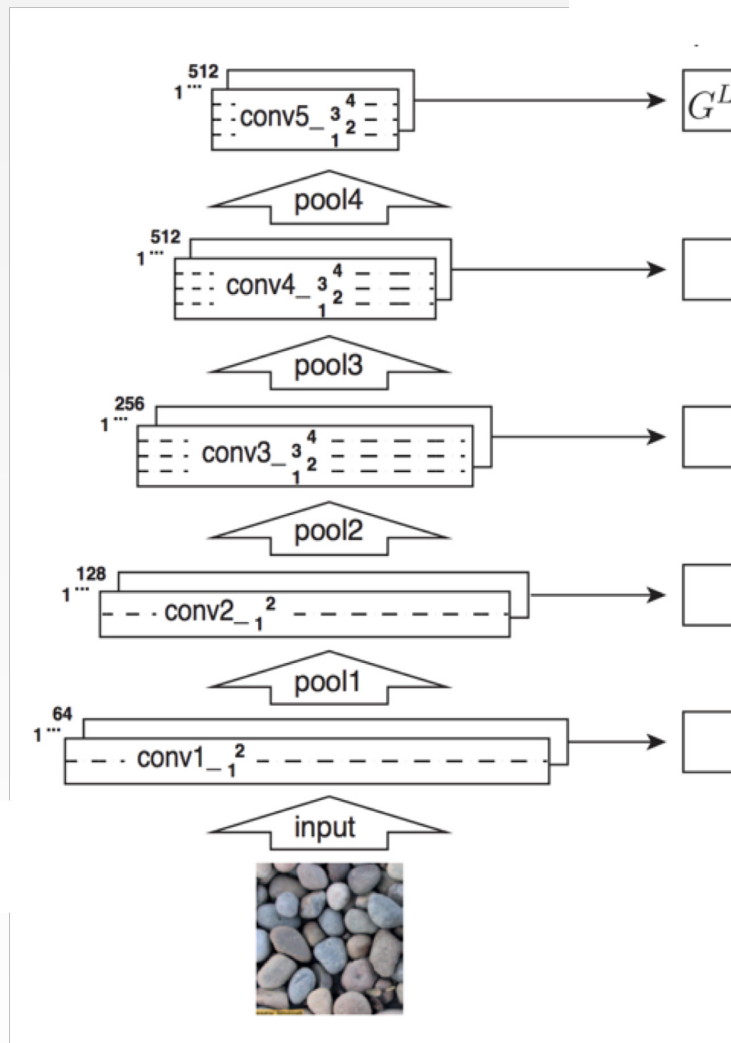 512
1...
conv5_ 1 2 3 4
G^L
pool4
512
1...
conv4_ 1 2 3 4
pool3
256
1...
conv3_ 1 2 3 4
pool2
128
1...
conv2_ 1 2
pool1
64
1...
conv1_ 1 2
input